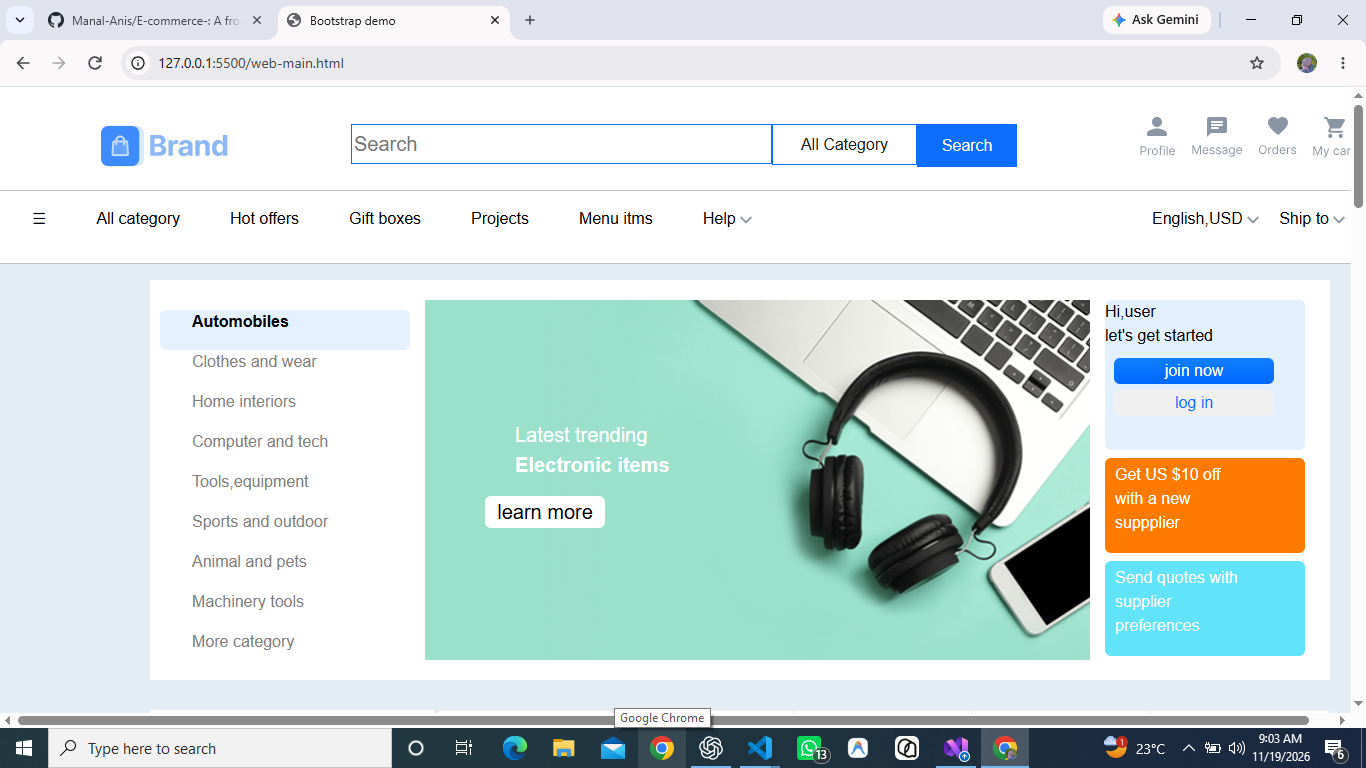 Manal-Anis/E-commerce-: A fro
Bootstrap demo
Ask Gemini
127.0.0.1:5500/web-main.html
Brand
Search
All Category
Search
Profile
Message
Orders
My car
☰
All category
Hot offers
Gift boxes
Projects
Menu itms
Help
English,USD
Ship to
Automobiles
Clothes and wear
Home interiors
Computer and tech
Tools,equipment
Sports and outdoor
Animal and pets
Machinery tools
More category
Latest trending
Electronic items
learn more
Hi,user
let's get started
join now
log in
Get US $10 off
with a new
suppplier
Send quotes with
supplier
preferences
Google Chrome
Type here to search
13
1
23°C
9:03 AM
11/19/2026
6